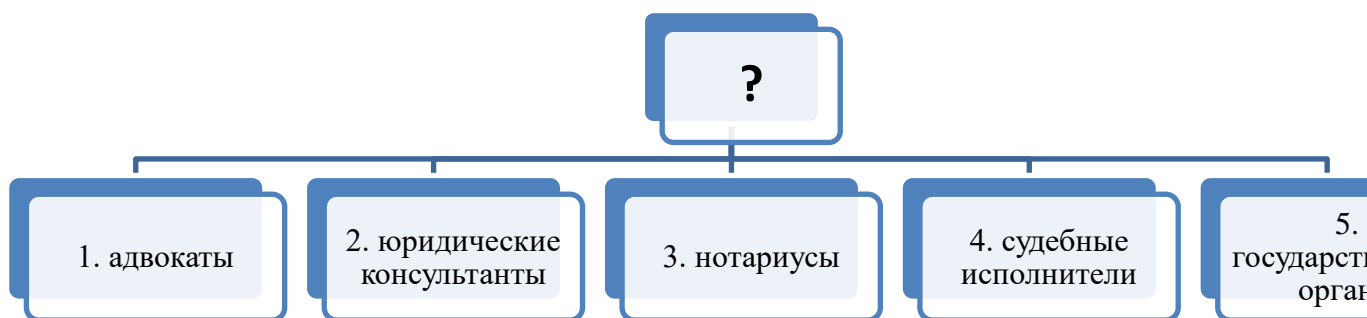 ?
1. адвокаты
2. юридические
консультанты
3. нотариусы
4. судебные
исполнители
5.